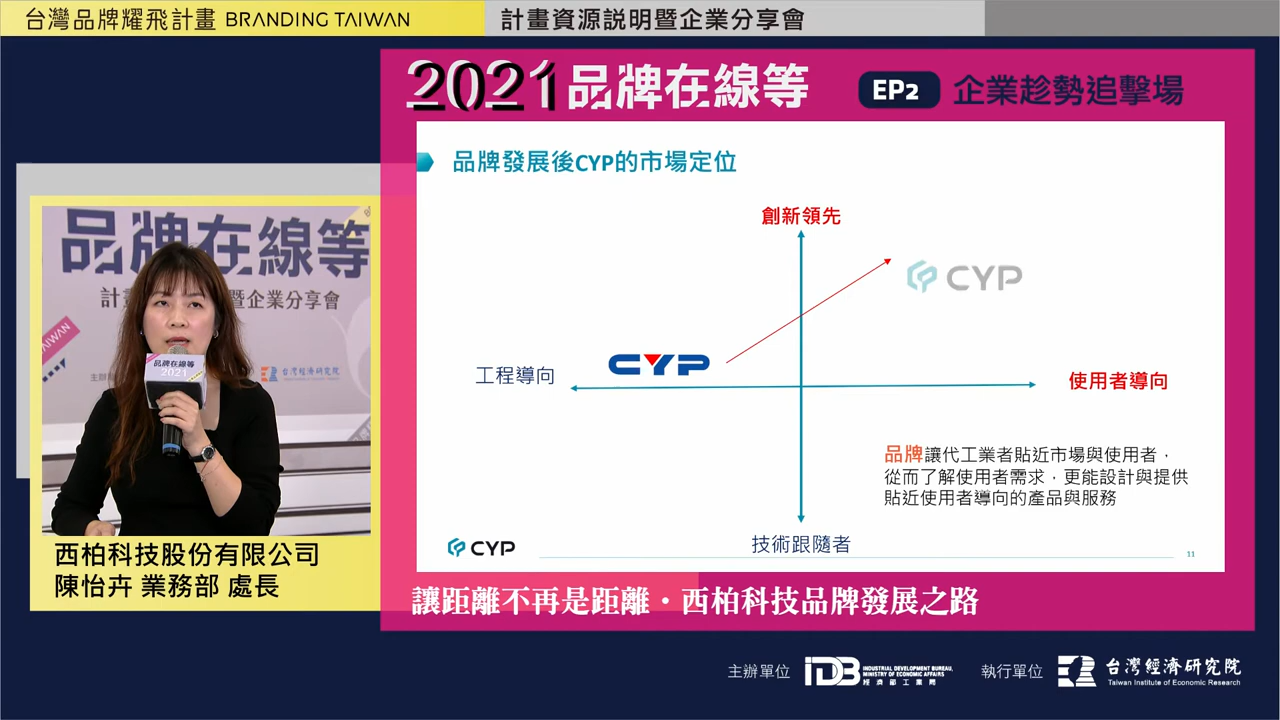 台灣品牌耀飛計畫 BRANDING TAIWAN
計畫資源説明暨企業分享會
2021品牌在線等
EP2 企業趁勢追擊場
品牌發展後CYP的市場定位
創新領先
CYP
CYP
工程導向
使用者導向
品牌讓代工業者貼近市場與使用者，
從而了解使用者需求，更能設計與提供
貼近使用者導向的產品與服務
技術跟隨者
CYP
11
品牌在線等
計畫
暨企業分享會
TAIWAN
主辦
台灣經濟研究院
品牌在線等
2021
西柏科技股份有限公司
陳怡卉 業務部 處長
讓距離不再是距離・西柏科技品牌發展之路
主辦單位
IDB
INDUSTRIAL DEVELOPMENT BUREAU,
MINISTRY OF ECONOMIC AFFAIRS
經濟部工業局
執行單位
台灣經濟研究院
Taiwan Institute of Economic Research